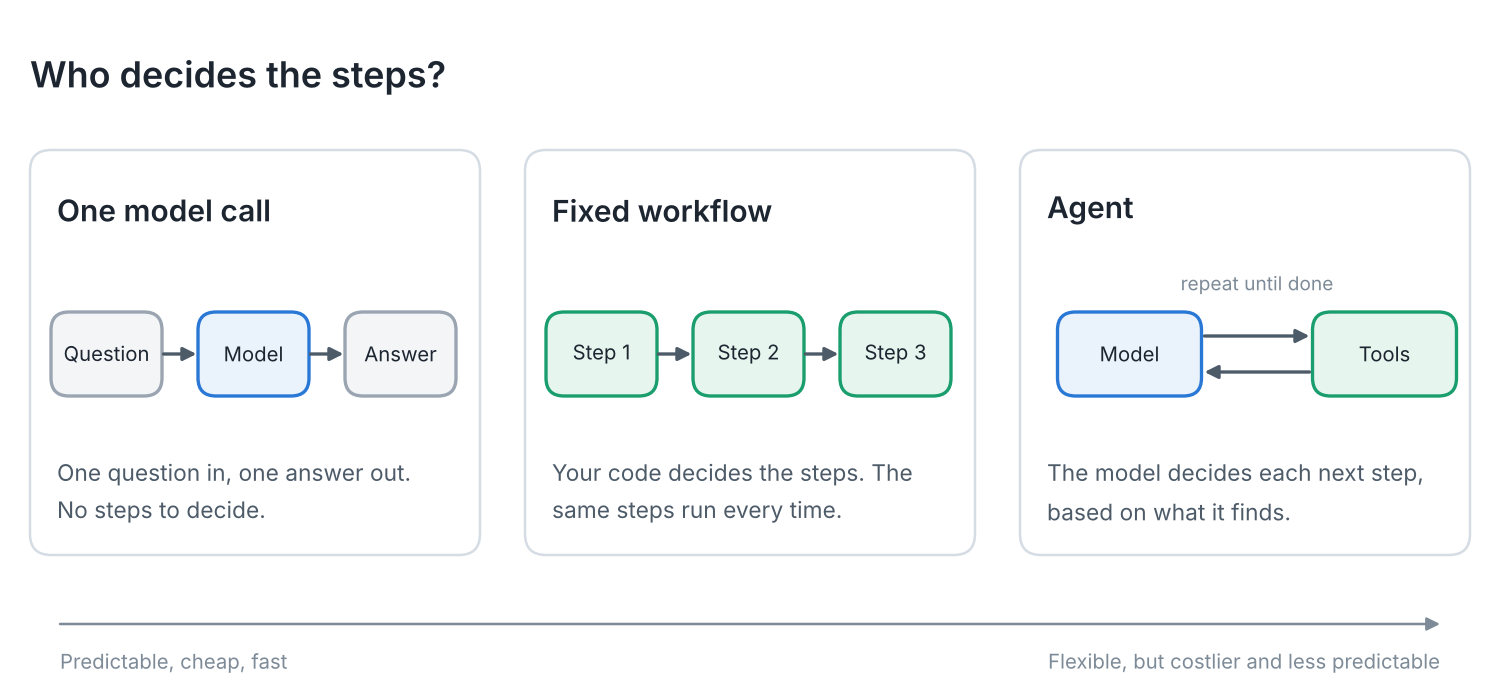 Who decides the steps?
One model call
Question
Model
Answer
One question in, one answer out.
No steps to decide.
Fixed workflow
Step 1
Step 2
Step 3
Your code decides the steps. The
same steps run every time.
Agent
repeat until done
Model
Tools
The model decides each next step,
based on what it finds.
Predictable, cheap, fast
Flexible, but costlier and less predictable